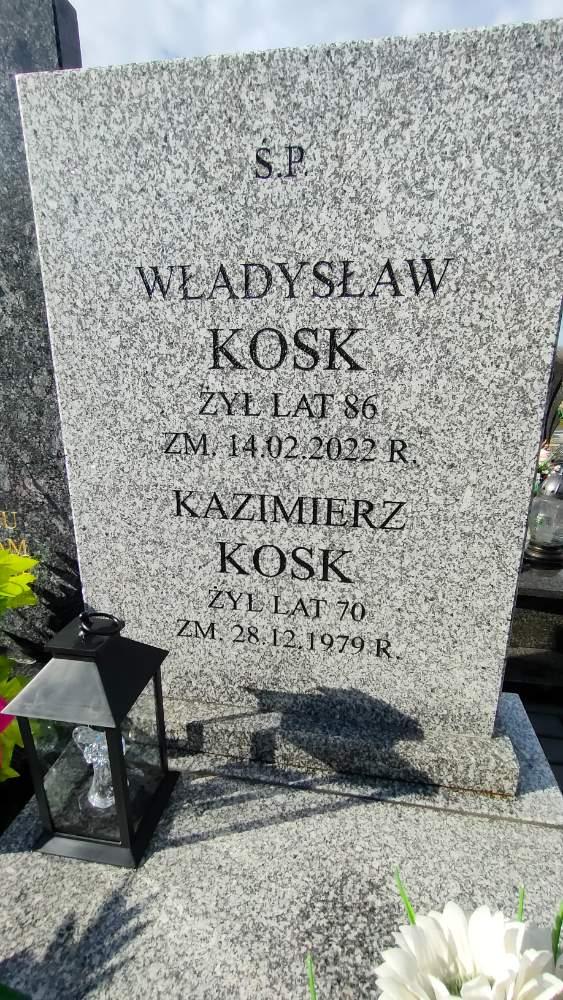 Ś.P.
WŁADYSŁAW
KOSK
ŻYŁ LAT 86
ZM. 14.02.2022 R.
KAZIMIERZ
KOSK
ŻYŁ LAT 70
ZM. 28.12.1979 R.